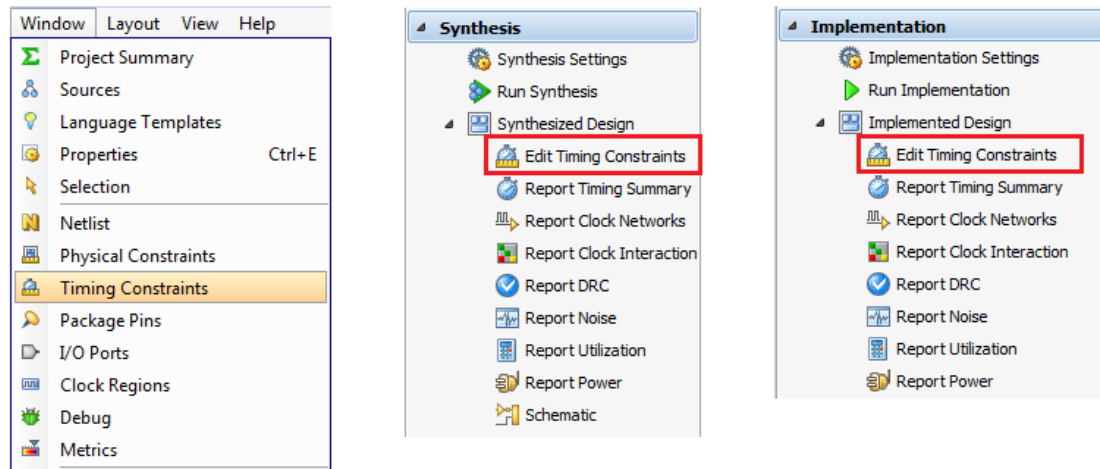 Window Layout View Help
Project Summary
Sources
Language Templates
Properties Ctrl+E
Selection
Netlist
Physical Constraints
Timing Constraints
Package Pins
I/O Ports
Clock Regions
Debug
Metrics
Synthesis
Synthesis Settings
Run Synthesis
Synthesized Design
Edit Timing Constraints
Report Timing Summary
Report Clock Networks
Report Clock Interaction
Report DRC
Report Noise
Report Utilization
Report Power
Schematic
Implementation
Implementation Settings
Run Implementation
Implemented Design
Edit Timing Constraints
Report Timing Summary
Report Clock Networks
Report Clock Interaction
Report DRC
Report Noise
Report Utilization
Report Power